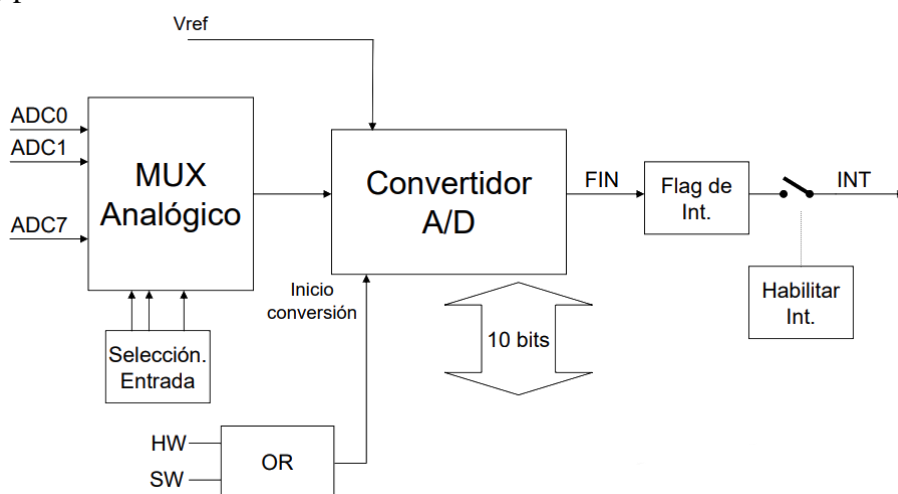 Vref
ADC0
ADC1
ADC7
MUX
Analógico
Convertidor
A/D
FIN
Flag de
Int.
INT
Inicio
conversión
Habilitar
Int.
10 bits
Selección.
Entrada
HW
SW
OR